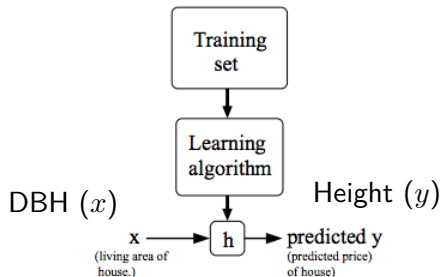 Training
set
Learning
algorithm
DBH (x)
Height (y)
x
h
predicted y
(living area of
house.)
(predicted price)
of house)